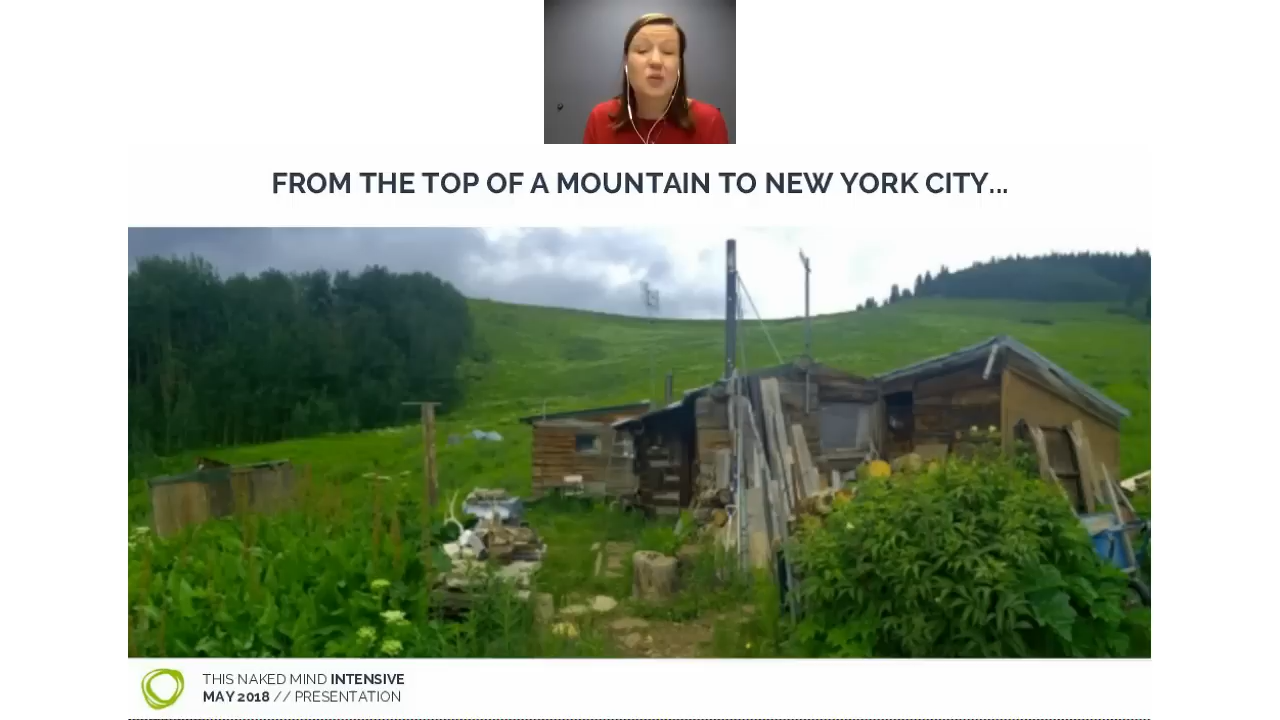 FROM THE TOP OF A MOUNTAIN TO NEW YORK CITY...
THIS NAKED MIND INTENSIVE
MAY 2018 // PRESENTATION